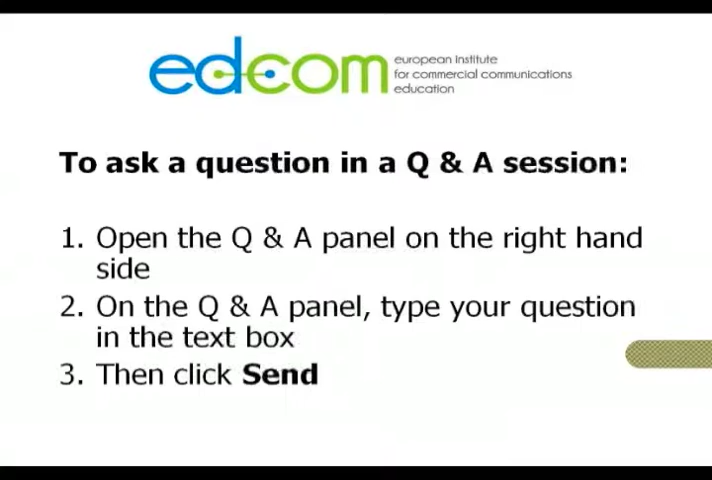 edcom
european institute
for commercial communications
education
To ask a question in a Q & A session:
1. Open the Q & A panel on the right hand
side
2. On the Q & A panel, type your question
in the text box
3. Then click Send